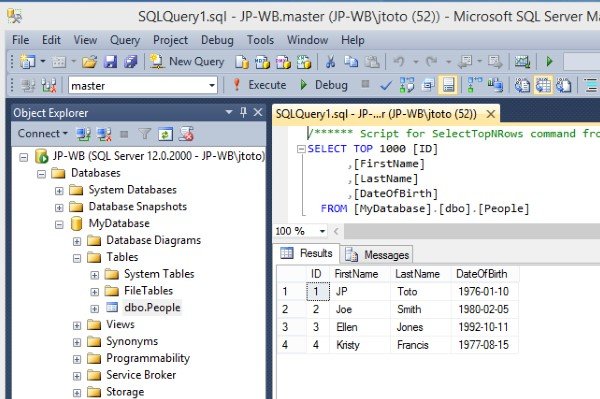 SQLQuery1.sql - JP-WB.master (JP-WB\jtoto (52)) - Microsoft SQL Server Ma
File Edit View Query Project Debug Tools Window Help
New Query
master
Execute
Debug
Object Explorer
Connect
JP-WB (SQL Server 12.0.2000 - JP-WB\jtoto)
Databases
System Databases
Database Snapshots
MyDatabase
Database Diagrams
Tables
System Tables
FileTables
dbo.People
Views
Synonyms
Programmability
Service Broker
Storage
SQLQuery1.sql - JP-...r (JP-WB\jtoto (52))
/****** Script for SelectTopNRows command fro
SELECT TOP 1000 [ID]
,[FirstName]
,[LastName]
,[DateOfBirth]
FROM [MyDatabase].[dbo].[People]
100 %
Results Messages
ID FirstName LastName DateOfBirth
1 1 JP Toto 1976-01-10
2 2 Joe Smith 1980-02-05
3 3 Ellen Jones 1992-10-11
4 4 Kristy Francis 1977-08-15